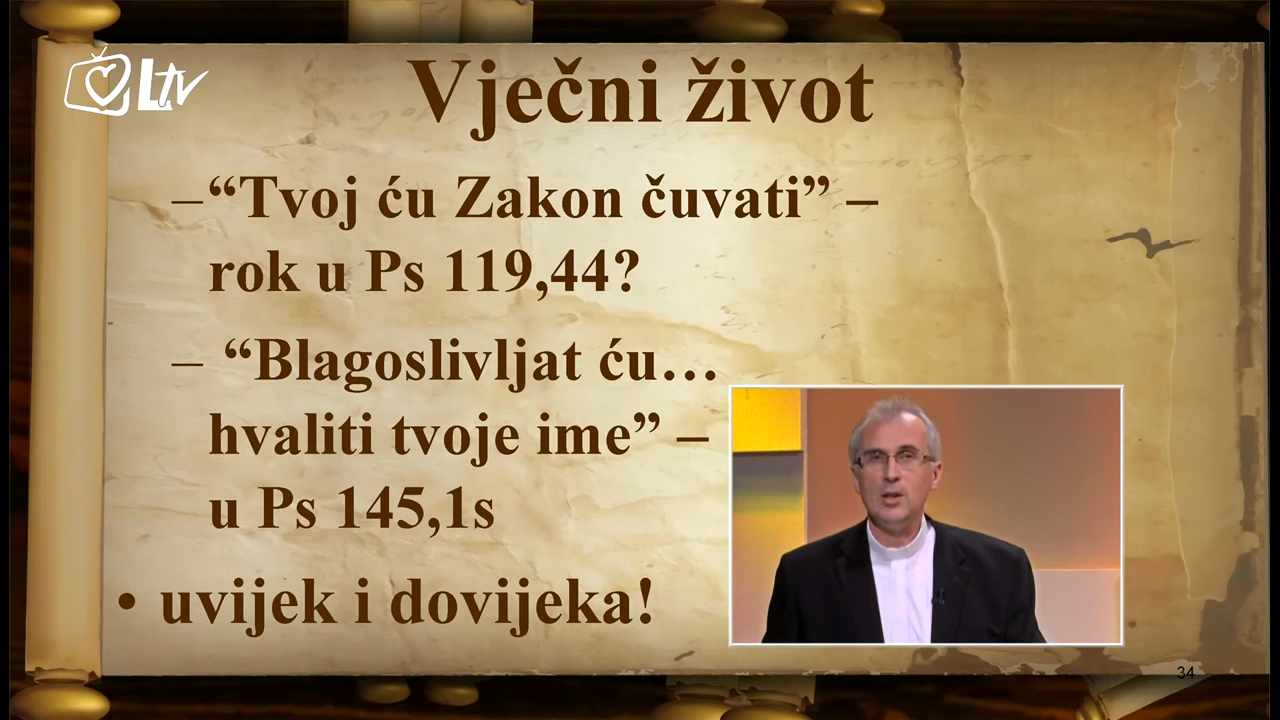 Ltv
Vječni život
–“Tvoj ću Zakon čuvati” –
rok u Ps 119,44?
– “Blagoslivljat ću…
hvaliti tvoje ime” –
u Ps 145,1s
• uvijek i dovijeka!
34